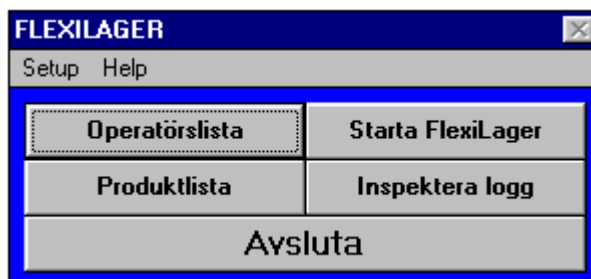 FLEXILAGER
Setup Help
Operatörslista Starta FlexiLager
Produktlista Inspektera logg
Avsluta